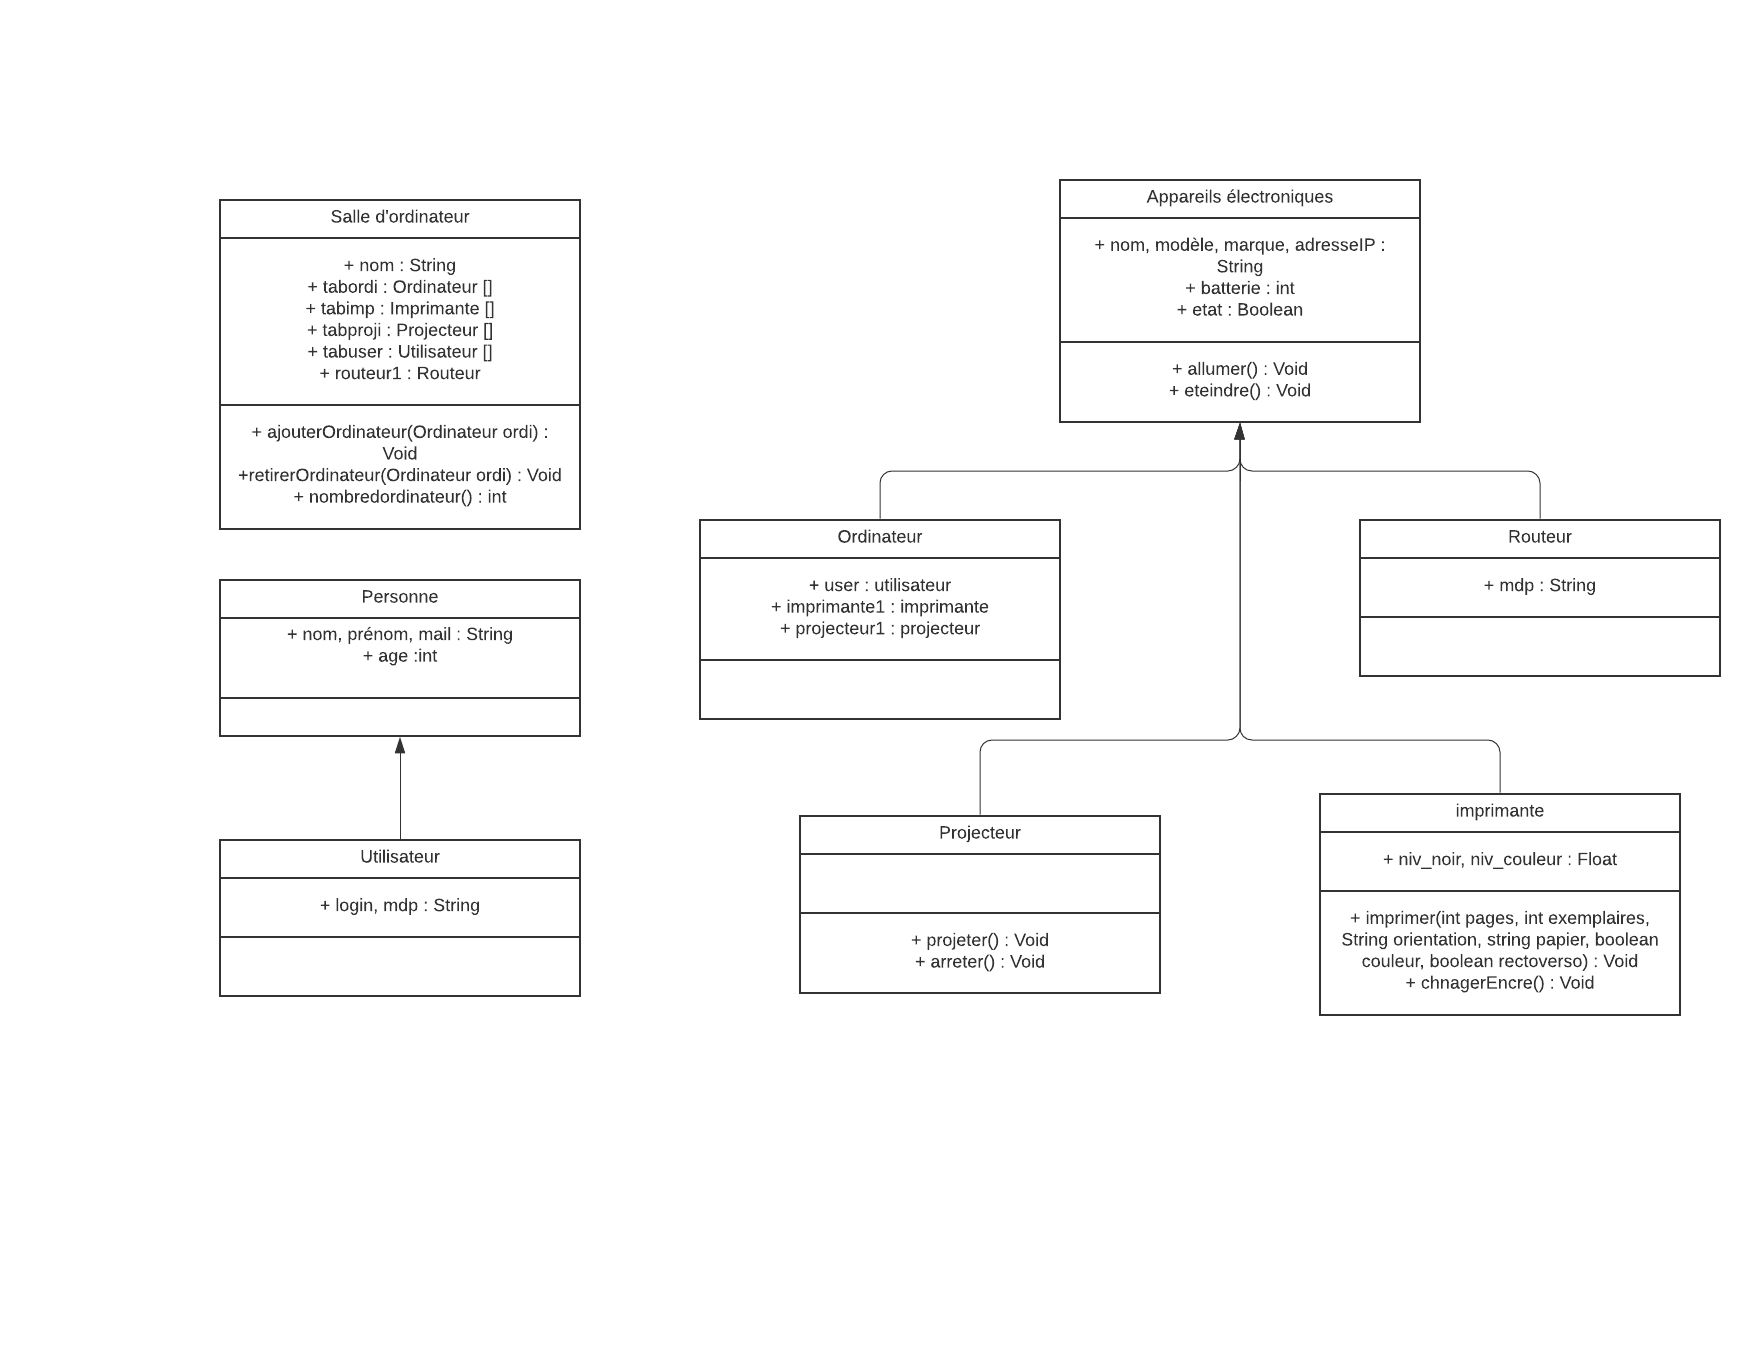 Salle d'ordinateur
+ nom : String
+ tabordi : Ordinateur []
+ tabimp : Imprimante []
+ tabproji : Projecteur []
+ tabuser : Utilisateur []
+ routeur1 : Routeur
+ ajouterOrdinateur(Ordinateur ordi) :
Void
+retirerOrdinateur(Ordinateur ordi) : Void
+ nombredordinateur() : int
Personne
+ nom, prénom, mail : String
+ age :int
Utilisateur
+ login, mdp : String
Appareils électroniques
+ nom, modèle, marque, adresseIP :
String
+ batterie : int
+ etat : Boolean
+ allumer() : Void
+ eteindre() : Void
Ordinateur
+ user : utilisateur
+ imprimante1 : imprimante
+ projecteur1 : projecteur
Routeur
+ mdp : String
Projecteur
+ projeter() : Void
+ arreter() : Void
imprimante
+ niv_noir, niv_couleur : Float
+ imprimer(int pages, int exemplaires,
String orientation, string papier, boolean
couleur, boolean rectoverso) : Void
+ chnagerEncre() : Void